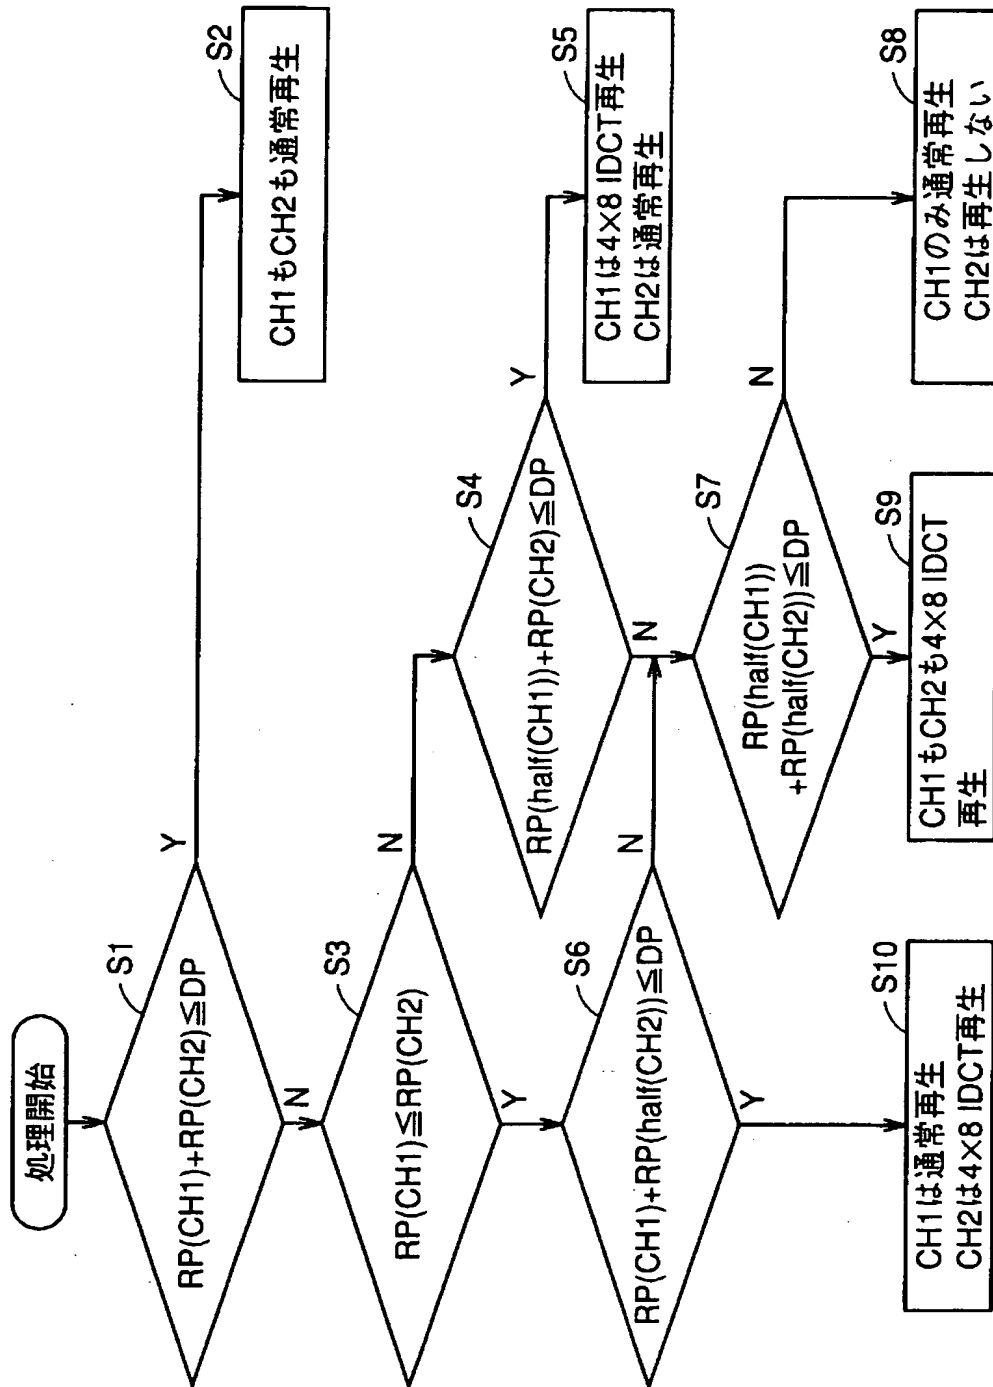 処理開始
S1
RP(CH1)+RP(CH2)≦DP
Y
N
S2
CH1もCH2も通常再生
S3
RP(CH1)≦RP(CH2)
N
Y
S4
RP(half(CH1))+RP(CH2)≦DP
Y
N
S5
CH1は4×8 IDCT再生
CH2は通常再生
S6
RP(CH1)+RP(half(CH2))≦DP
N
Y
S7
RP(half(CH1))
+RP(half(CH2))≦DP
N
Y
S8
CH1のみ通常再生
CH2は再生しない
S9
CH1もCH2も4×8 IDCT
再生
S10
CH1は通常再生
CH2は4×8 IDCT再生